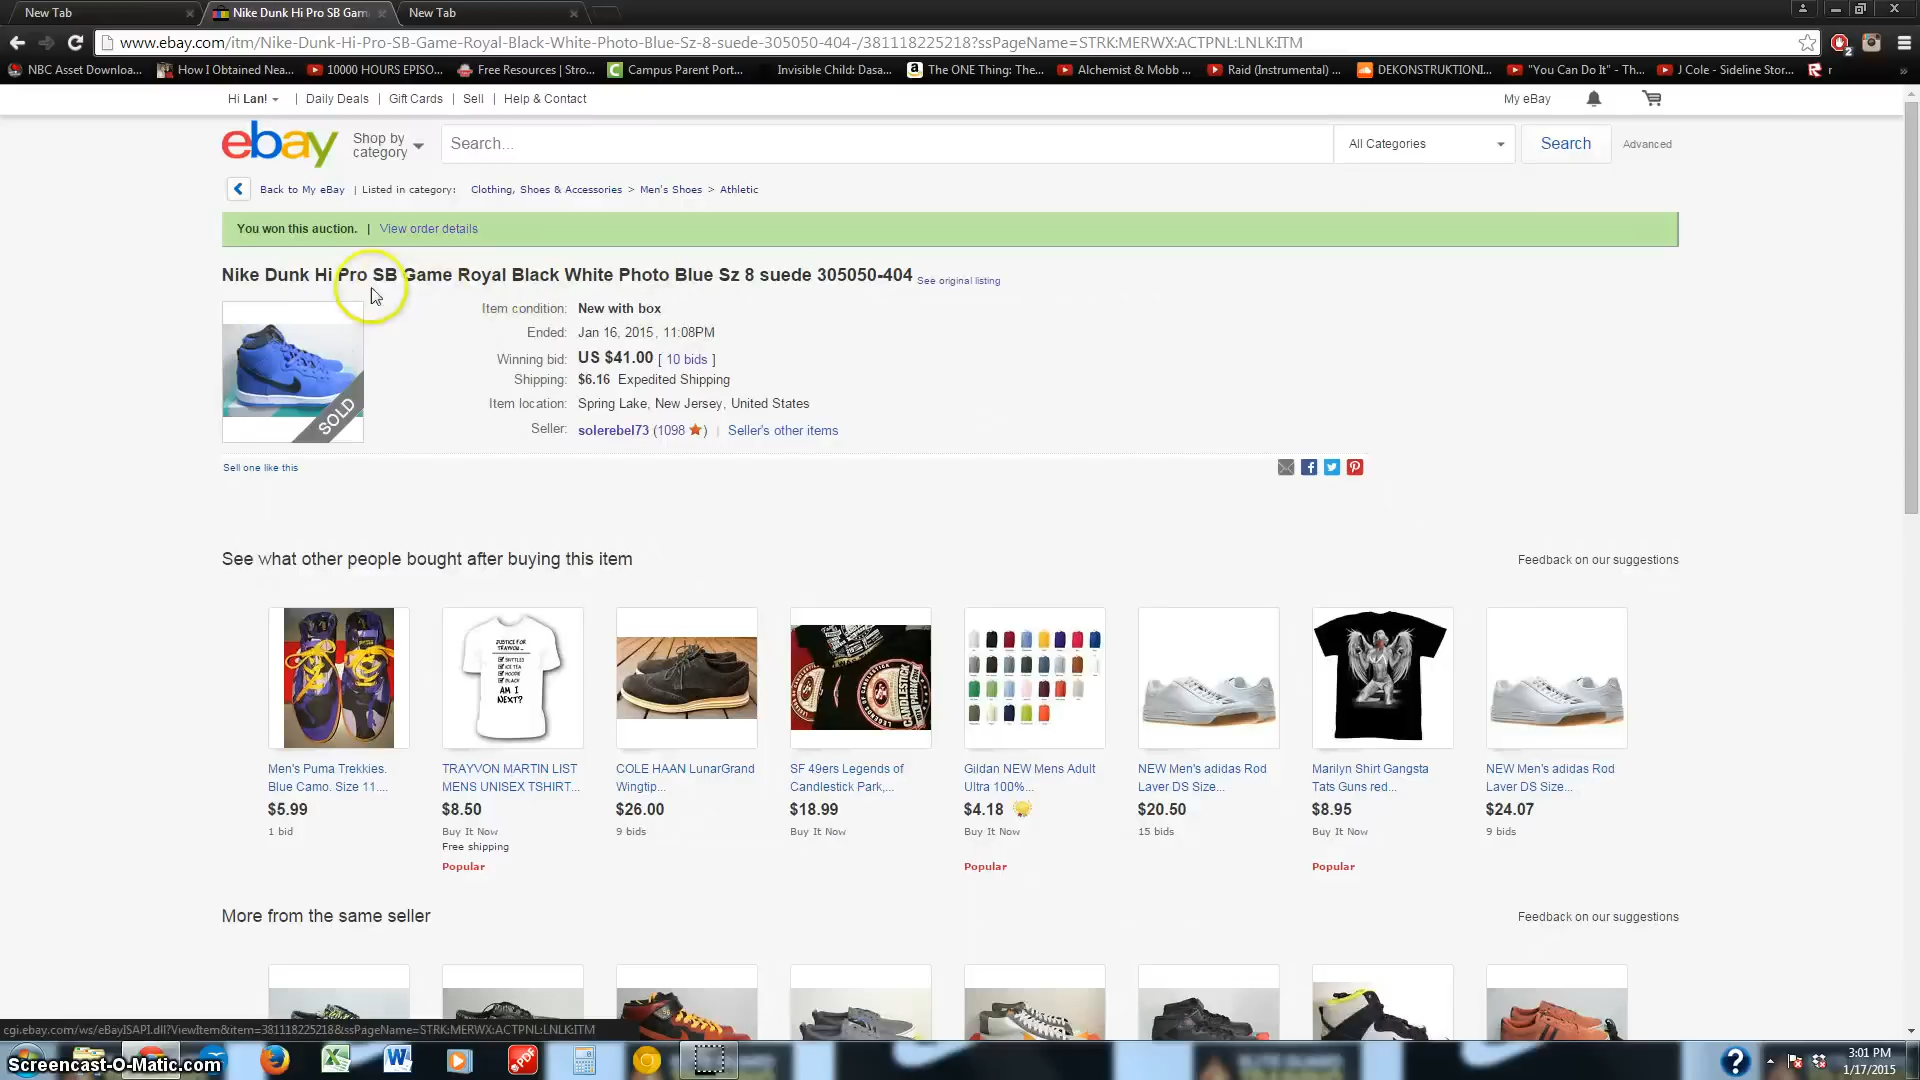 New Tab
Nike Dunk Hi Pro SB Gam
New Tab
www.ebay.com/itm/Nike-Dunk-Hi-Pro-SB-Game-Royal-Black-White-Photo-Blue-Sz-8-suede-305050-404-/381118225218?ssPageName=STRK:MERWX:ACTPNL:LNLK:ITM
2
NBC Asset Downloa... How I Obtained Nea... 10000 HOURS EPISO... Free Resources | Stro... Campus Parent Port... Invisible Child: Dasa... The ONE Thing: The... Alchemist & Mobb ... Raid (Instrumental) ... DEKONSTRUKTIONI... "You Can Do It" - Th... J Cole - Sideline Stor... r »
Hi Lan! | Daily Deals | Gift Cards | Sell | Help & Contact
My eBay
ebay
Shop by category
Search...
All Categories
Search
Advanced
Back to My eBay | Listed in category: Clothing, Shoes & Accessories > Men's Shoes > Athletic
You won this auction. | View order details
Nike Dunk Hi Pro SB Game Royal Black White Photo Blue Sz 8 suede 305050-404 See original listing
SOLD
Item condition: New with box
Ended: Jan 16, 2015 , 11:08PM
Winning bid: US $41.00 [ 10 bids ]
Shipping: $6.16 Expedited Shipping
Item location: Spring Lake, New Jersey, United States
Seller: solerebel73 (1098 ) | Seller's other items
Sell one like this
See what other people bought after buying this item
Feedback on our suggestions
JUSTICE FOR
TRAYVON...
SKITTLES
ICE TEA
HOODIE
BLACK
AM I
NEXT?
CANDLESTICK
Men's Puma Trekkies. Blue Camo. Size 11....
$5.99
1 bid
TRAYVON MARTIN LIST MENS UNISEX TSHIRT...
$8.50
Buy It Now
Free shipping
Popular
COLE HAAN LunarGrand Wingtip...
$26.00
9 bids
SF 49ers Legends of Candlestick Park,...
$18.99
Buy It Now
Gildan NEW Mens Adult Ultra 100%...
$4.18
Buy It Now
Popular
NEW Men's adidas Rod Laver DS Size...
$20.50
15 bids
Marilyn Shirt Gangsta Tats Guns red...
$8.95
Buy It Now
Popular
NEW Men's adidas Rod Laver DS Size...
$24.07
9 bids
More from the same seller
Feedback on our suggestions
cgi.ebay.com/ws/eBayISAPI.dll?ViewItem&item=381118225218&ssPageName=STRK:MERWX:ACTPNL:LNLK:ITM
Screencast-O-Matic.com
PDF
3:01 PM
1/17/2015